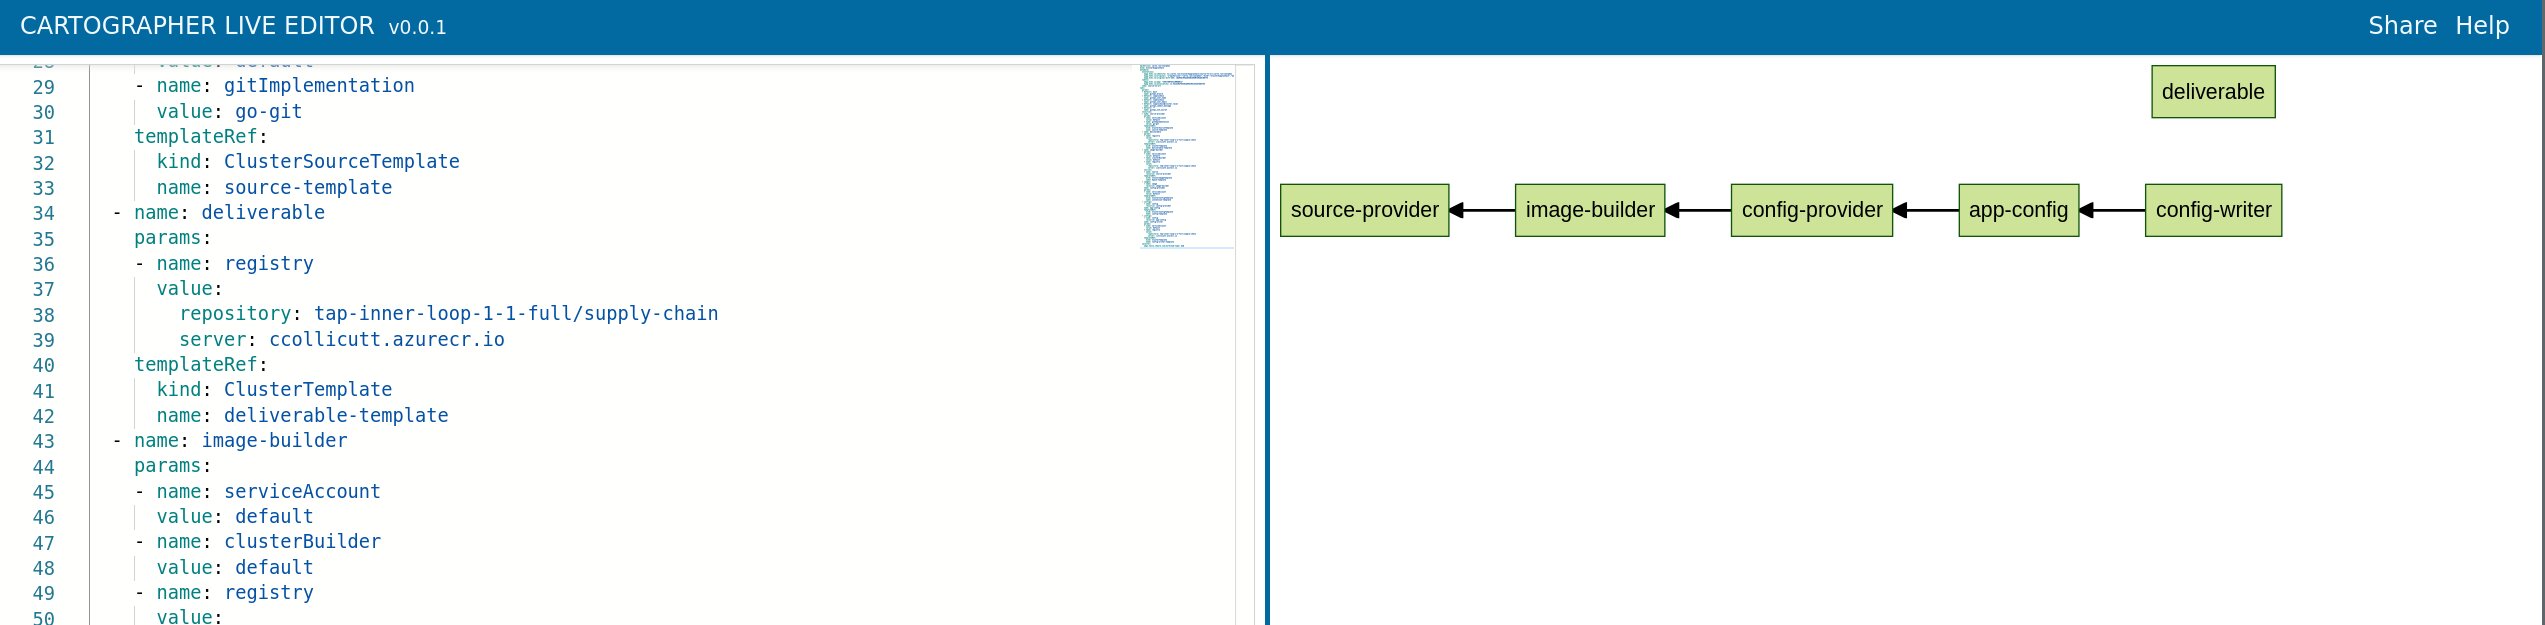 CARTOGRAPHER LIVE EDITOR v0.0.1
Share Help
28 value: default
29 - name: gitImplementation
30 value: go-git
31 templateRef:
32 kind: ClusterSourceTemplate
33 name: source-template
34 - name: deliverable
35 params:
36 - name: registry
37 value:
38 repository: tap-inner-loop-1-1-full/supply-chain
39 server: ccollicutt.azurecr.io
40 templateRef:
41 kind: ClusterTemplate
42 name: deliverable-template
43 - name: image-builder
44 params:
45 - name: serviceAccount
46 value: default
47 - name: clusterBuilder
48 value: default
49 - name: registry
50 value:
deliverable
source-provider
image-builder
config-provider
app-config
config-writer